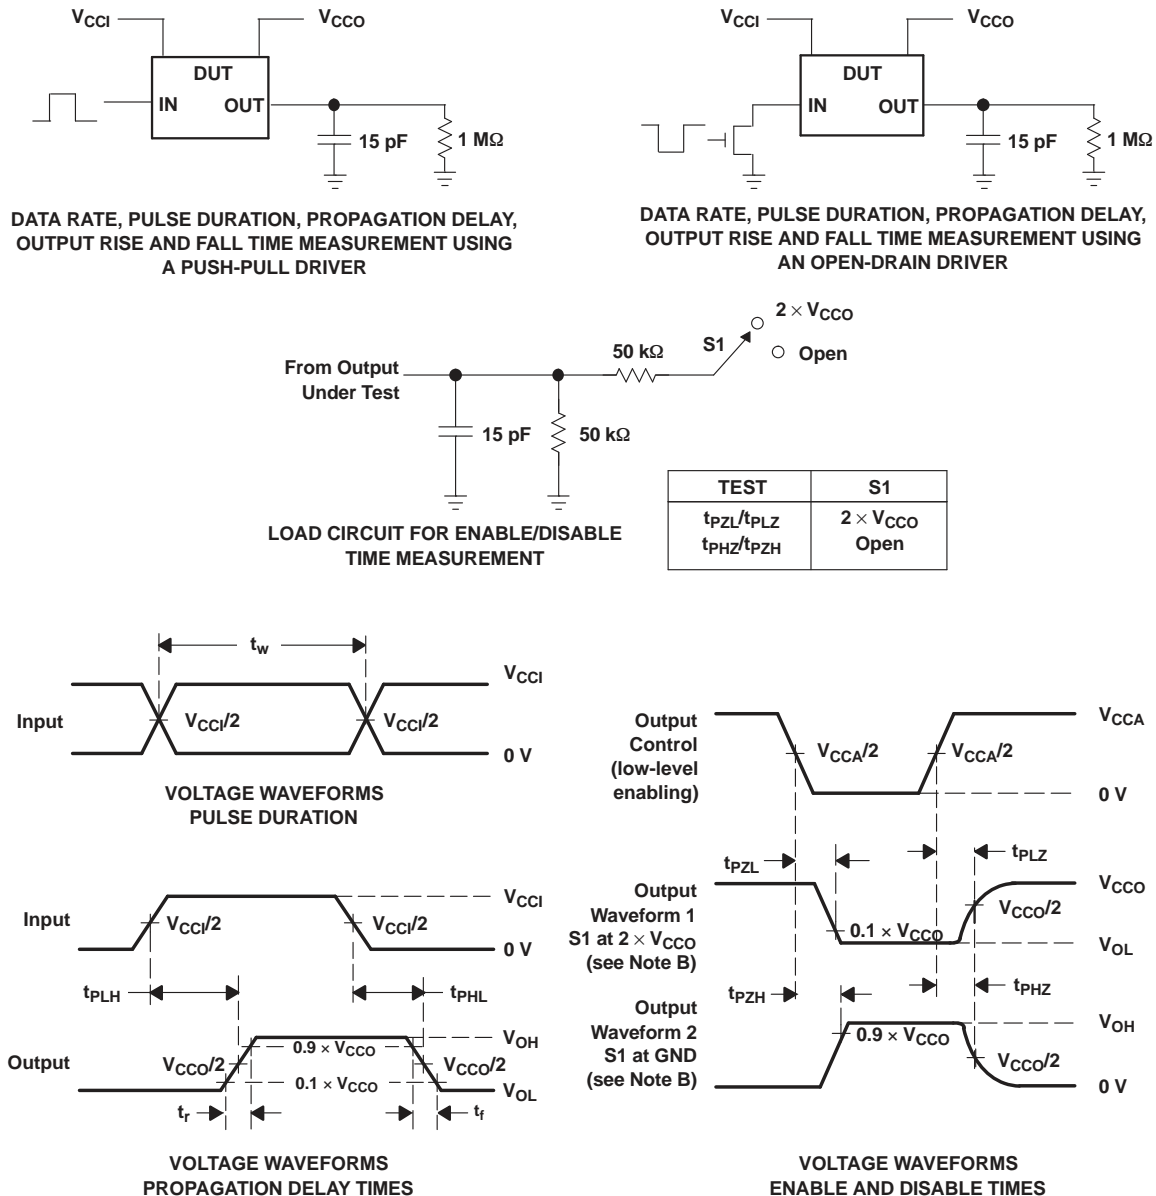 VCCI
VCCO
DUT
IN
OUT
15 pF
1 MΩ
DATA RATE, PULSE DURATION, PROPAGATION DELAY,
OUTPUT RISE AND FALL TIME MEASUREMENT USING
A PUSH-PULL DRIVER
VCCI
VCCO
DUT
IN
OUT
15 pF
1 MΩ
DATA RATE, PULSE DURATION, PROPAGATION DELAY,
OUTPUT RISE AND FALL TIME MEASUREMENT USING
AN OPEN-DRAIN DRIVER
From Output
Under Test
15 pF
50 kΩ
50 kΩ
S1
2 × VCCO
Open
LOAD CIRCUIT FOR ENABLE/DISABLE
TIME MEASUREMENT
TEST S1
tPZL/tPLZ 2 × VCCO
tPHZ/tPZH Open
tw
Input
VCCI/2
VCCI/2
VCCI
0 V
VOLTAGE WAVEFORMS
PULSE DURATION
Input
VCCI/2
VCCI/2
VCCI
0 V
tPLH
tPHL
Output
VCCO/2
0.9 × VCCO
0.1 × VCCO
VCCO/2
VOH
VOL
tr
tf
VOLTAGE WAVEFORMS
PROPAGATION DELAY TIMES
Output
Control
(low-level
enabling)
VCCA/2
VCCA/2
VCCA
0 V
tPZL
tPLZ
Output
Waveform 1
S1 at 2 × VCCO
(see Note B)
0.1 × VCCO
VCCO/2
VCCO
VOL
tPZH
tPHZ
Output
Waveform 2
S1 at GND
(see Note B)
0.9 × VCCO
VCCO/2
VOH
0 V
VOLTAGE WAVEFORMS
ENABLE AND DISABLE TIMES